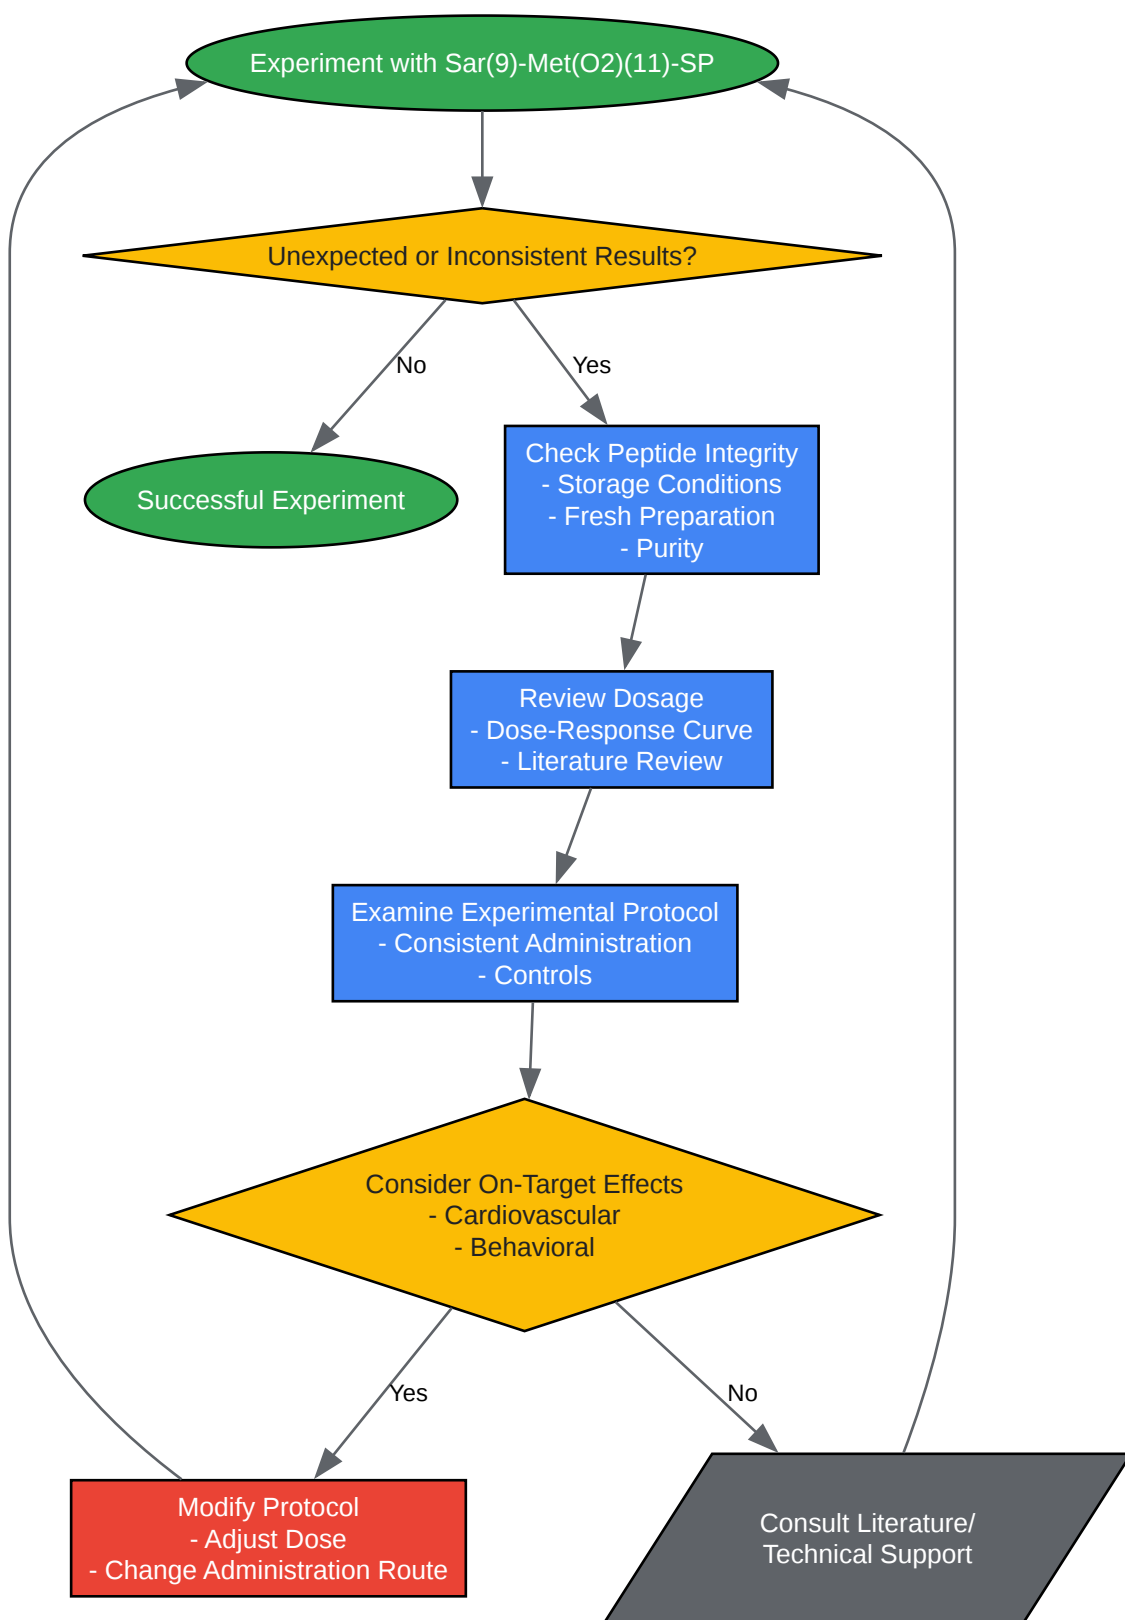 Experiment with Sar(9)-Met(O2)(11)-SP
Unexpected or Inconsistent Results?
No
Yes
Check Peptide Integrity
- Storage Conditions
- Fresh Preparation
- Purity
Successful Experiment
Review Dosage
- Dose-Response Curve
- Literature Review
Examine Experimental Protocol
- Consistent Administration
- Controls
Consider On-Target Effects
- Cardiovascular
- Behavioral
Yes
No
Modify Protocol
- Adjust Dose
- Change Administration Route
Consult Literature/
Technical Support